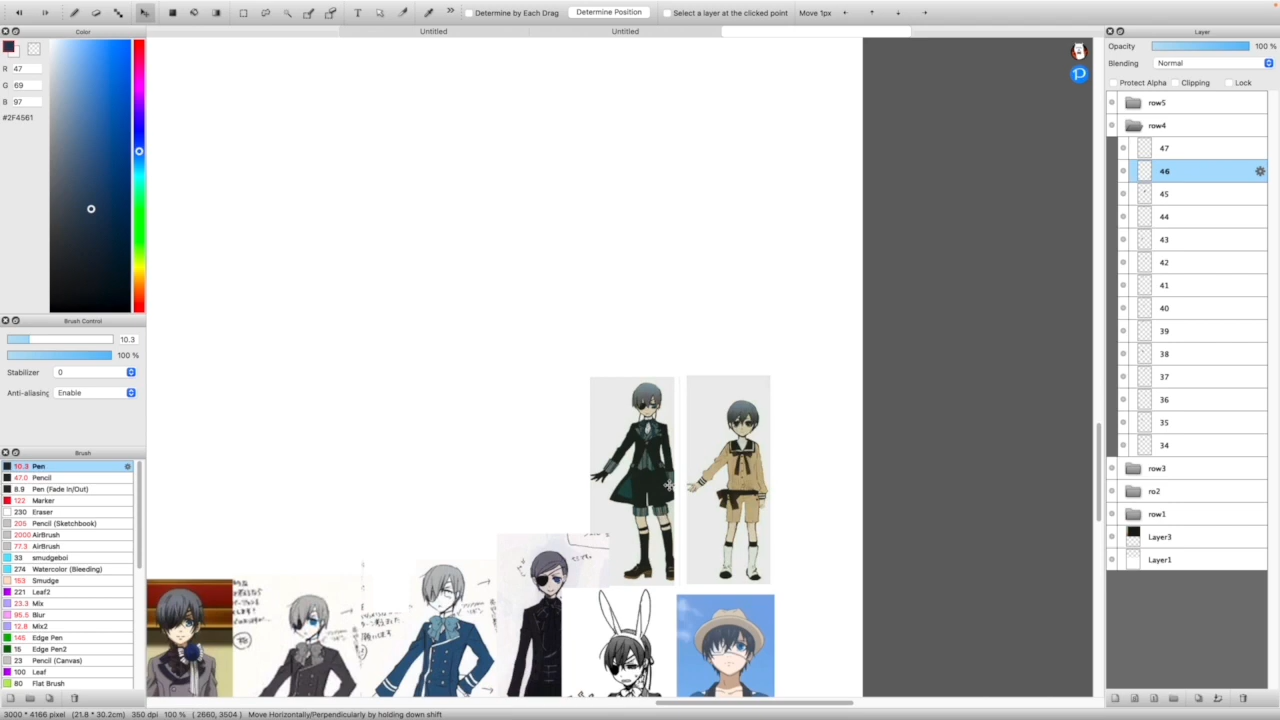 Determine by Each Drag
Determine Position
Select a layer at the clicked point
Move 1px
Color
Untitled
Untitled
Layer
R 47
G 69
B 97
#2F4561
Brush Control
10.3
100 %
Stabilizer 0
Anti-aliasing Enable
Brush
10.3 Pen
47.0 Pencil
8.9 Pen (Fade In/Out)
122 Marker
230 Eraser
205 Pencil (Sketchbook)
2000 AirBrush
77.3 AirBrush
33 smudgeboi
274 Watercolor (Bleeding)
153 Smudge
221 Leaf2
23.3 Mix
95.5 Blur
12.8 Mix2
145 Edge Pen
15 Edge Pen2
23 Pencil (Canvas)
100 Leaf
80 Flat Brush
Opacity 100 %
Blending Normal
Protect Alpha Clipping Lock
row5
row4
47
46
45
44
43
42
41
40
39
38
37
36
35
34
row3
ro2
row1
Layer3
Layer1
3000 * 4166 pixel (21.8 * 30.2cm) 350 dpi 100 % ( 2660, 3504 ) Move Horizontally/Perpendicularly by holding down shift